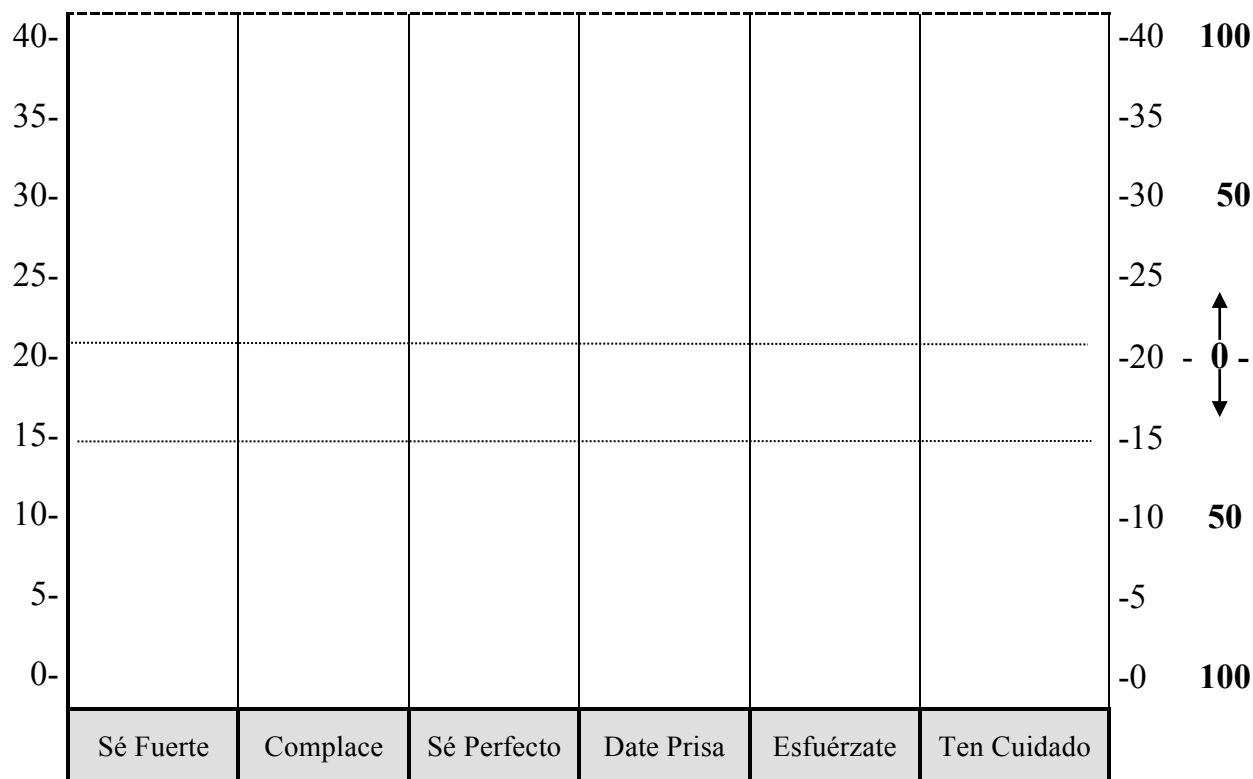 40- -40 100
35- -35
30- -30 50
25- -25
20- -20 - 0 -
15- -15
10- -10 50
5- -5
0- -0 100
Sé Fuerte Complace Sé Perfecto Date Prisa Esfuérzate Ten Cuidado